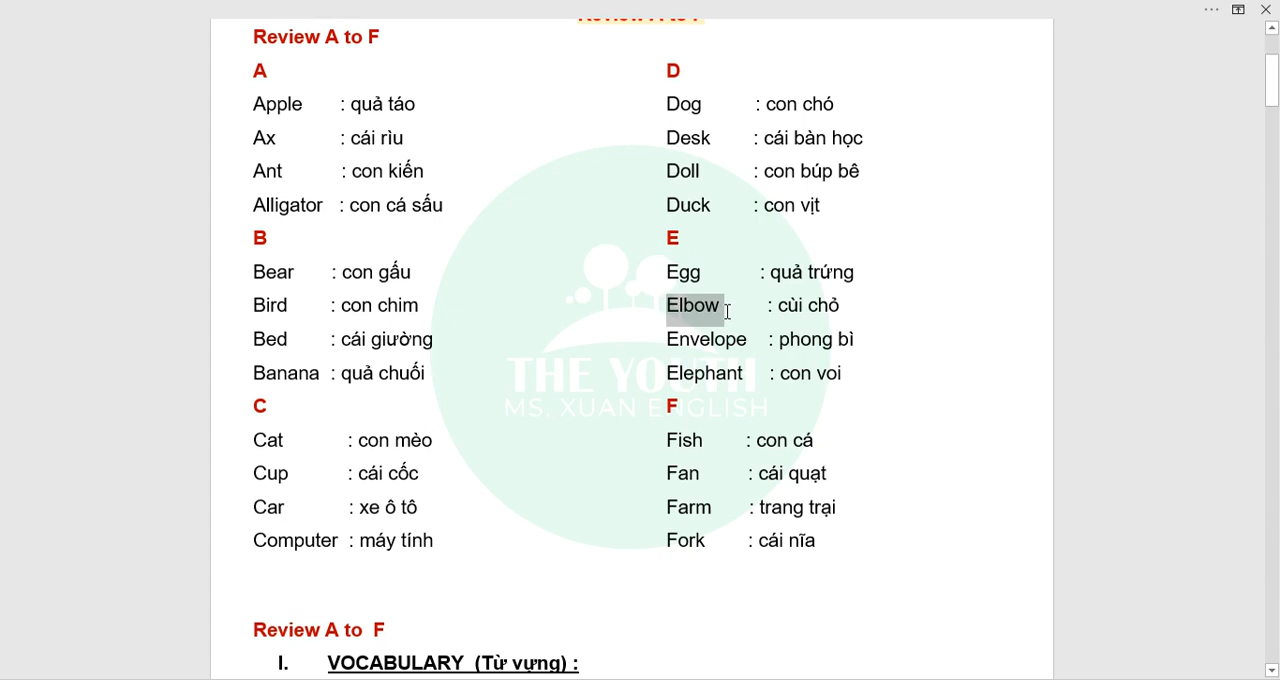 Review A to F
Review A to F
A
Apple : quả táo
Ax : cái rìu
Ant : con kiến
Alligator : con cá sấu
B
Bear : con gấu
Bird : con chim
Bed : cái giường
Banana : quả chuối
C
Cat : con mèo
Cup : cái cốc
Car : xe ô tô
Computer : máy tính
D
Dog : con chó
Desk : cái bàn học
Doll : con búp bê
Duck : con vịt
E
Egg : quả trứng
Elbow : cùi chỏ
Envelope : phong bì
Elephant : con voi
F
Fish : con cá
Fan : cái quạt
Farm : trang trại
Fork : cái nĩa
THE YOUTH
MS. XUAN ENGLISH
Review A to F
I. VOCABULARY (Từ vựng) :